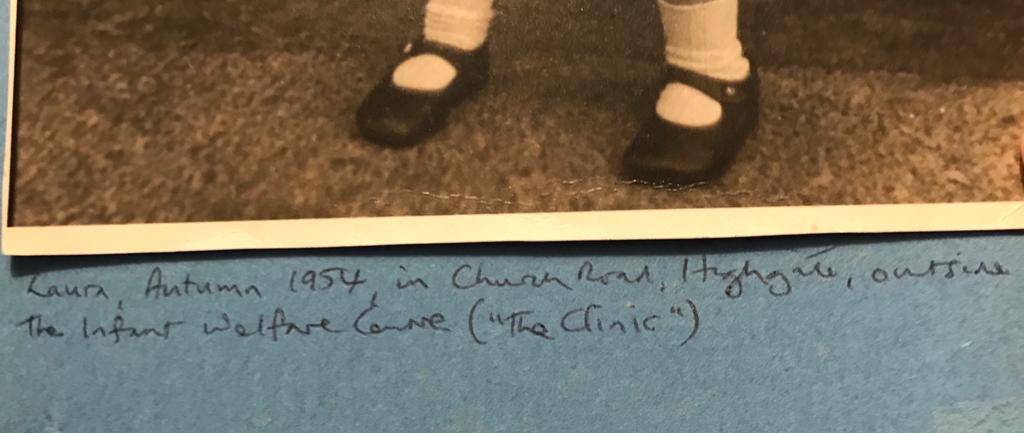 Laura, Autumn 1954, in Church Road, Highgate, outside
the Infant Welfare Centre ("The Clinic")